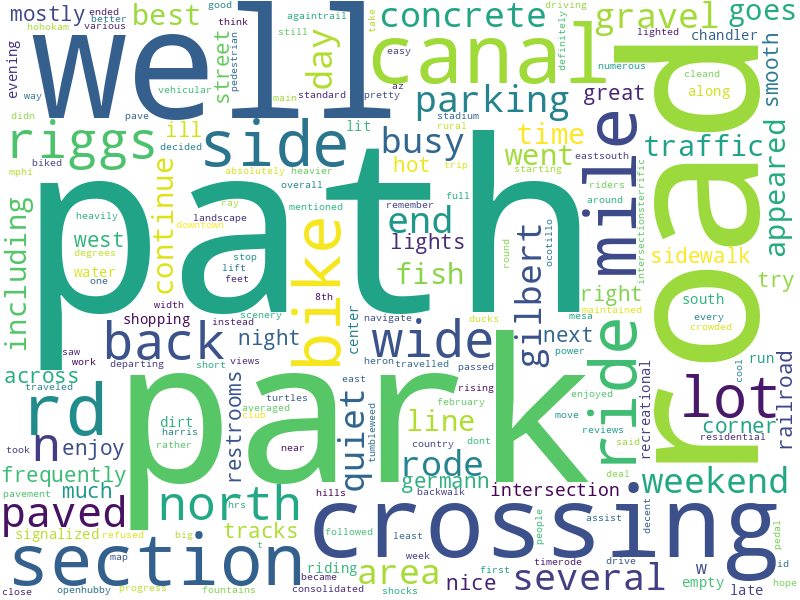 mostly
ended
better
various
best
good
think
againtrail
take
driving
goes
hohokam
still
concrete
gravel
lighted
chandler
evening
well
street
pedestrian
day
easy
canal
definitely
numerous
smooth
way
vehicular
main
az
standard
pretty
parking
cleand
along
didn
pave
stadium
great
road
riggs
decided
ill
side
lit
busy
rural
time
mile
traffic
appeared
mphi
biked
absolutely
heavier
hot
trip
went
eastsouth
path
continue
ray
overall
remember
starting
riders
including
heavily
mentioned
full
end
around
intersectionsterrific
west
downtown
landscape
bike
lights
round
ocotillo
gilbert
sidewalk
degrees
stop
water
lift
fish
right
try
one
feet
south
width
8th
maintained
every
shopping
scenery
center
navigate
mesa
crowded
back
instead
night
ducks
wide
next
ride
saw
work
views
heron
travelled
passed
power
run
cool
across
departing
short
rising
enjoyed
recreational
traveled
turtles
east
february
move
reviews
lot
rd
averaged
park
restrooms
quiet
tumbleweed
club
line
said
corner
railroad
dirt
harris
country
dont
residential
n
took
enjoy
rather
near
rode
deal
frequently
hills
germann
backwalk
weekend
pavement
much
hrs
intersection
people
decent
paved
north
crossing
assist
pedal
signalized
refused
tracks
big
followed
least
section
map
t
riding
week
area
first
timerode
drive
w
empty
id
close
openhubby
progress
fountains
became
consolidated
shocks
nice
several
late
hope